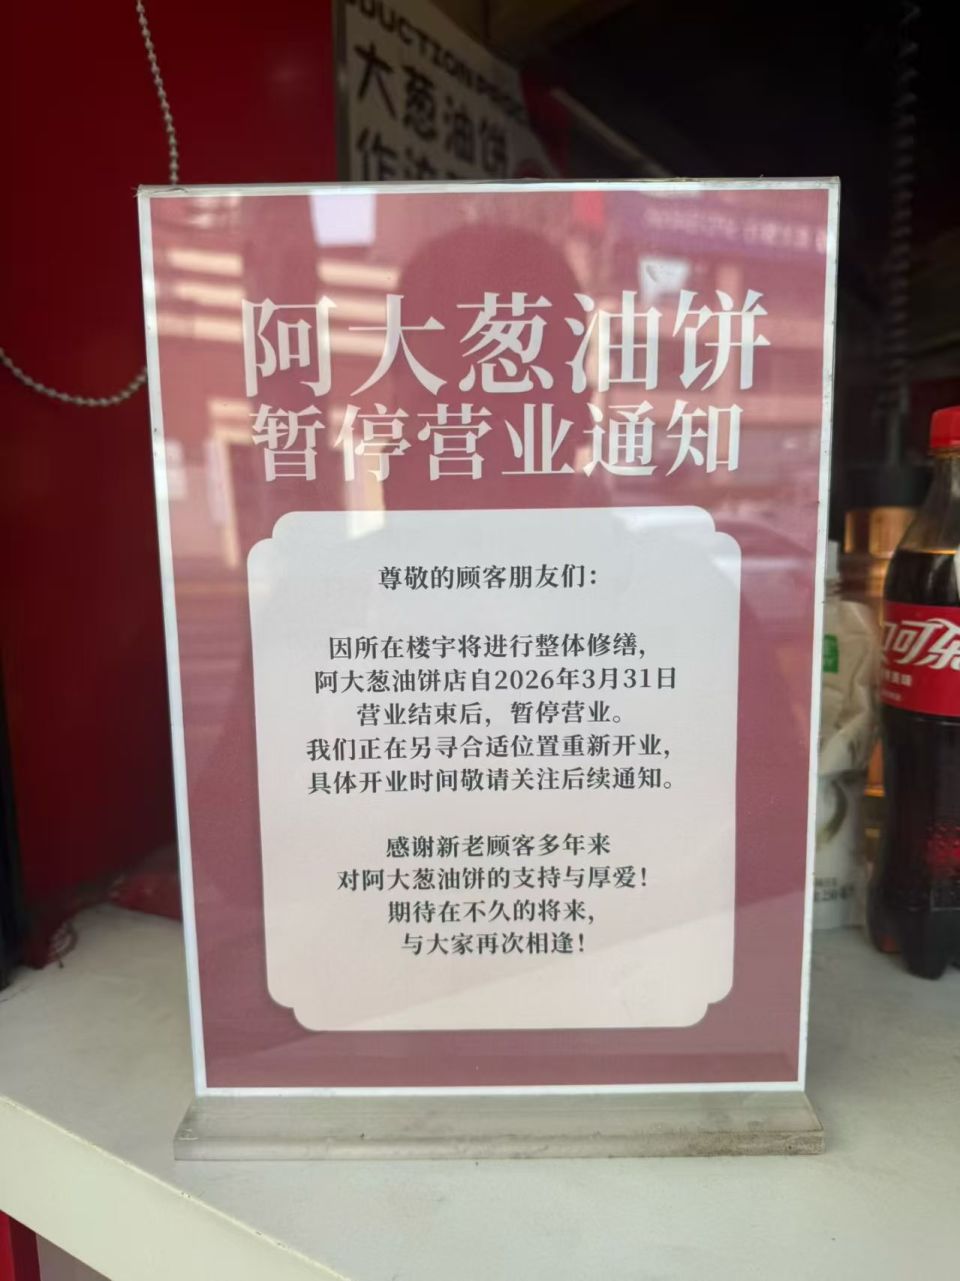 DUCTION PROC
大葱油饼
阿大葱油饼
暂停营业通知
尊敬的顾客朋友们：
因所在楼宇将进行整体修缮，
阿大葱油饼店自2026年3月31日
营业结束后，暂停营业。
我们正在另寻合适位置重新开业，
具体开业时间敬请关注后续通知。
感谢新老顾客多年来
对阿大葱油饼的支持与厚爱！
期待在不久的将来，
与大家再次相逢！
可乐